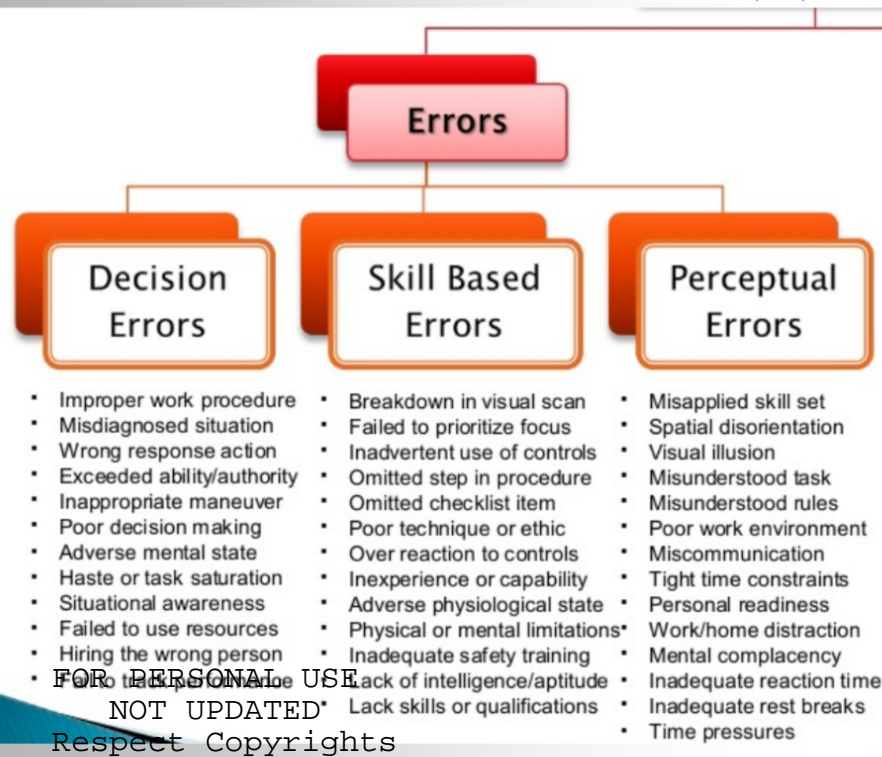 Errors
Decision
Errors
Improper work procedure
Misdiagnosed situation
Wrong response action
Exceeded ability/authority
Inappropriate maneuver
Poor decision making
Adverse mental state
Haste or task saturation
Situational awareness
Failed to use resources
Hiring the wrong person
Skill Based
Errors
Breakdown in visual scan
Failed to prioritize focus
Inadvertent use of controls
Omitted step in procedure
Omitted checklist item
Poor technique or ethic
Over reaction to controls
Inexperience or capability
Adverse physiological state
Physical or mental limitations
Inadequate safety training
Lack of intelligence/aptitude
Lack skills or qualifications
Perceptual
Errors
Misapplied skill set
Spatial disorientation
Visual illusion
Misunderstood task
Misunderstood rules
Poor work environment
Miscommunication
Tight time constraints
Personal readiness
Work/home distraction
Mental complacency
Inadequate reaction time
Inadequate rest breaks
Time pressures
FOR PERSONAL USE
NOT UPDATED
Respect Copyrights